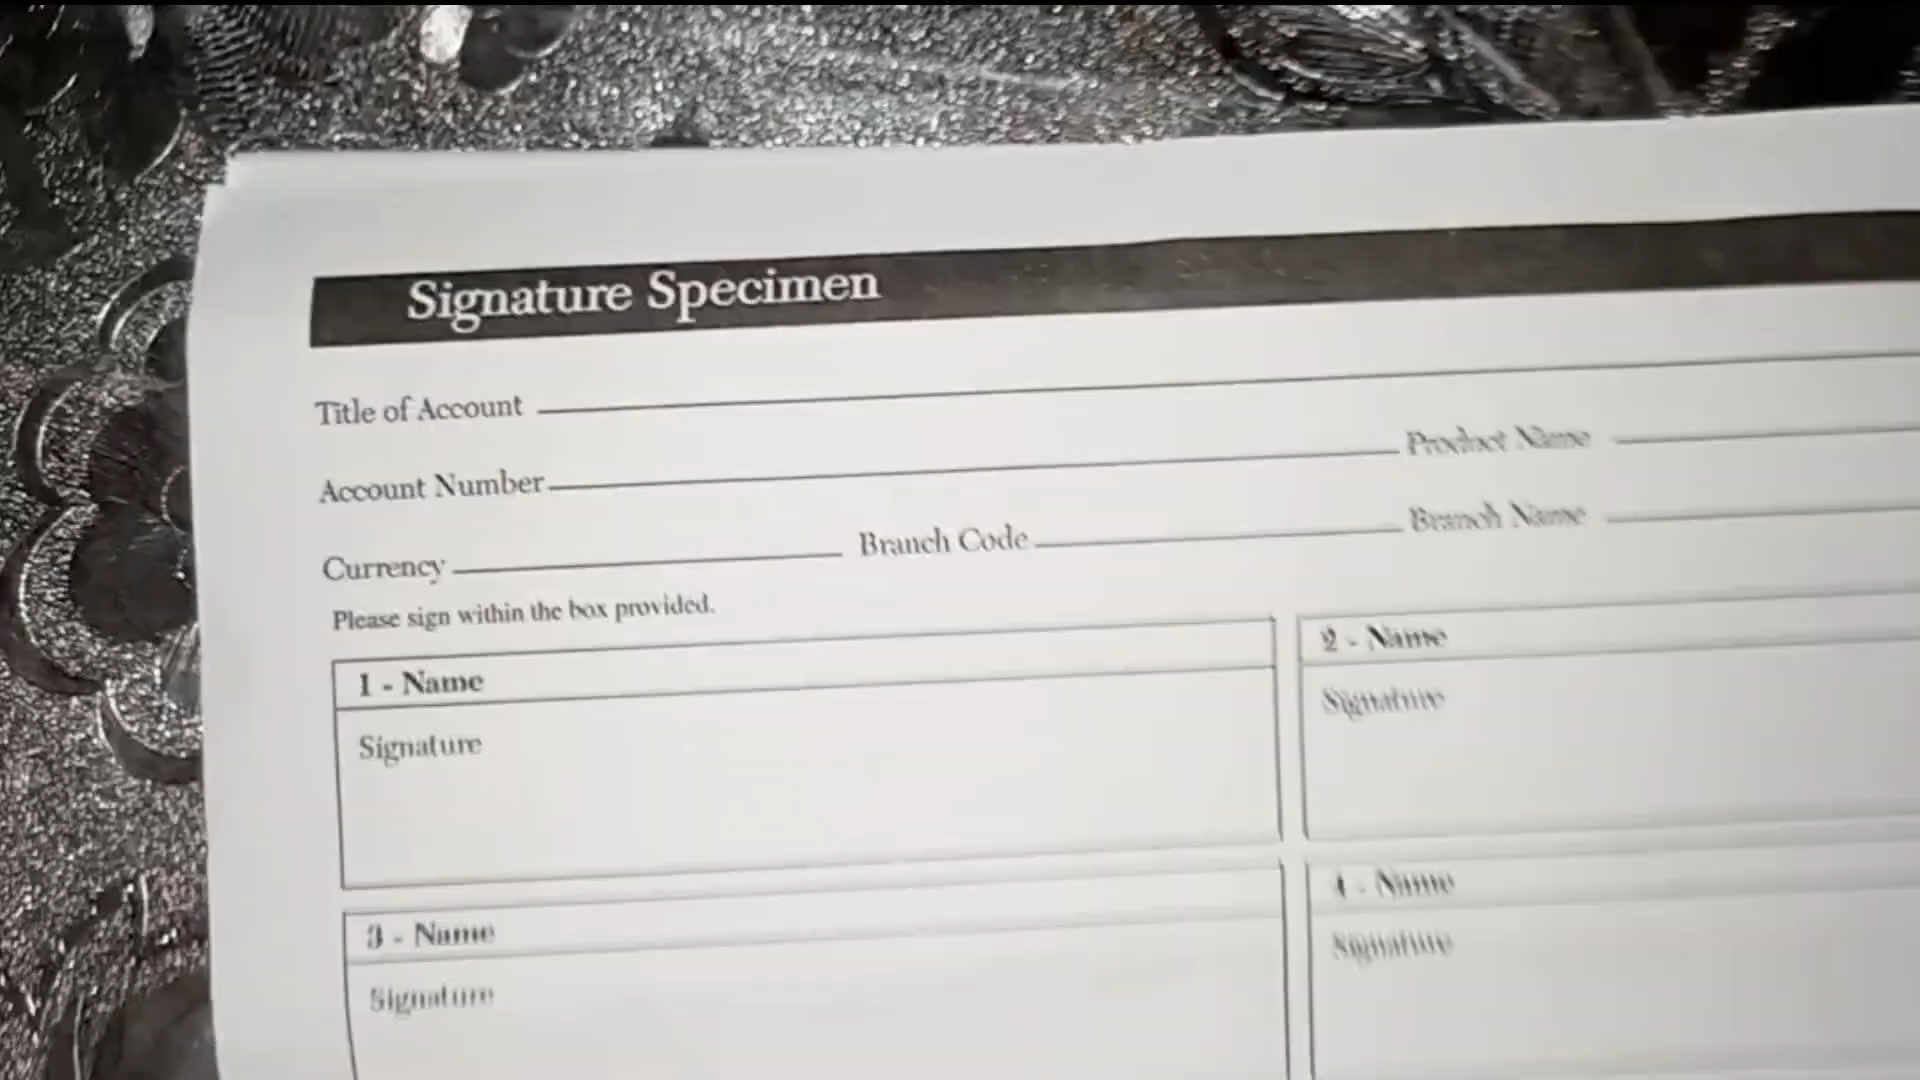 Signature Specimen
Title of Account
Account Number Product Name
Currency Branch Code Branch Name
Please sign within the box provided.
1 - Name 2 - Name
Signature Signature
3 - Name 4 - Name
Signature Signature